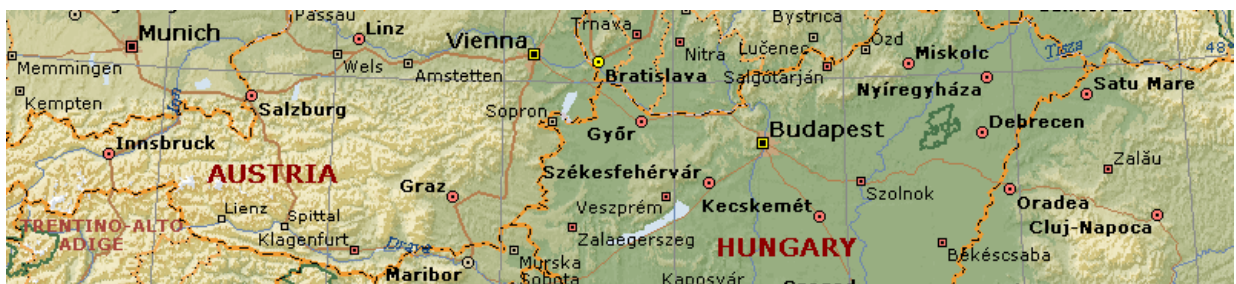 Passau
Linz
Trnava
Bystrica
Munich
Vienna
Nitra
Lučenec
Ózd
Miskolc
Tisza
48
Memmingen
Wels
Amstetten
Bratislava
Salgótarján
Kempten
Inn
Salzburg
Sopron
Győr
Nyíregyháza
Satu Mare
Innsbruck
Budapest
Debrecen
AUSTRIA
Graz
Székesfehérvár
Szolnok
Zalău
Lienz
Spittal
Veszprém
Kecskemét
Oradea
TRENTINO-ALTO
ADIGE
Klagenfurt
Drava
Zalaegerszeg
HUNGARY
Cluj-Napoca
Maribor
Murska
Sobota
Kaposvár
Békéscsaba